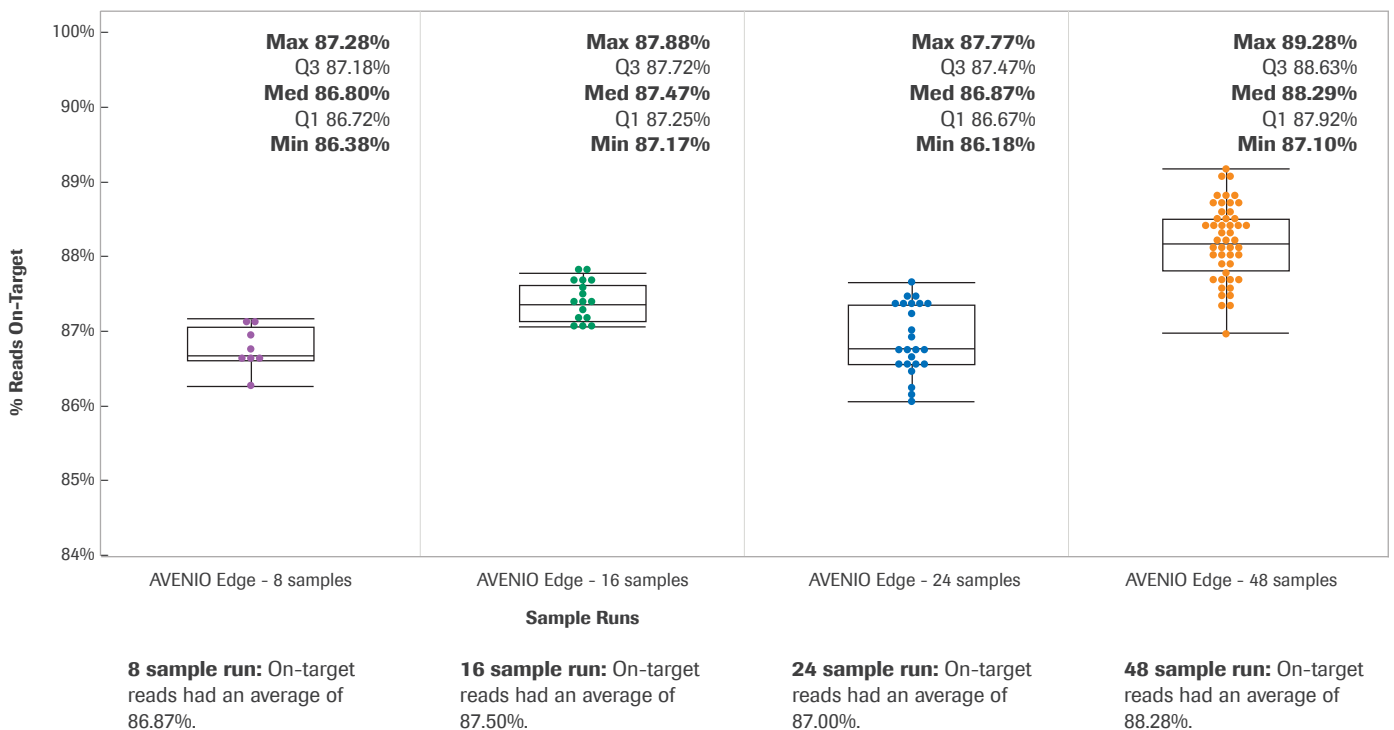 100%
90%
89%
88%
87%
86%
85%
84%
% Reads On-Target
Max 87.28%
Q3 87.18%
Med 86.80%
Q1 86.72%
Min 86.38%
Max 87.88%
Q3 87.72%
Med 87.47%
Q1 87.25%
Min 87.17%
Max 87.77%
Q3 87.47%
Med 86.87%
Q1 86.67%
Min 86.18%
Max 89.28%
Q3 88.63%
Med 88.29%
Q1 87.92%
Min 87.10%
AVENIO Edge - 8 samples
AVENIO Edge - 16 samples
AVENIO Edge - 24 samples
AVENIO Edge - 48 samples
Sample Runs
8 sample run: On-target
reads had an average of
86.87%.
16 sample run: On-target
reads had an average of
87.50%.
24 sample run: On-target
reads had an average of
87.00%.
48 sample run: On-target
reads had an average of
88.28%.